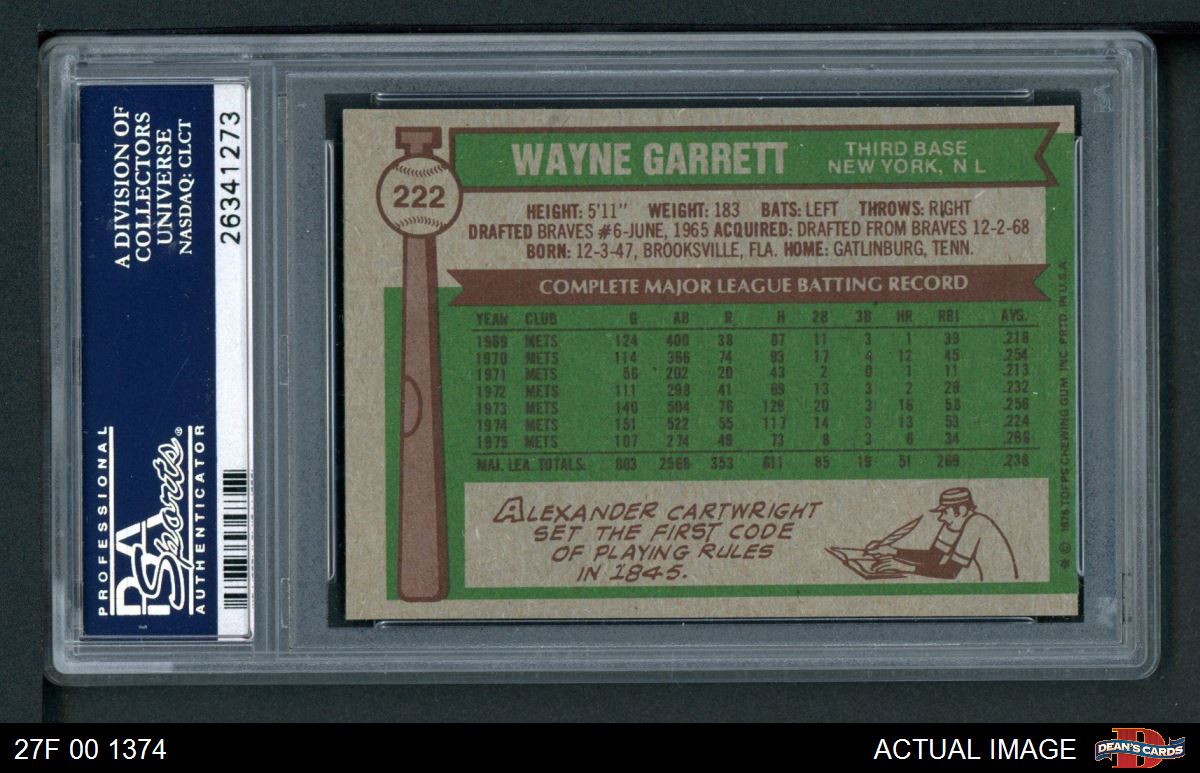 A DIVISION OF
COLLECTORS
UNIVERSE
NASDAQ: CLCT
26341273
PROFESSIONAL
PSA
Sports®
AUTHENTICATOR
222
WAYNE GARRETT
THIRD BASE
NEW YORK, N L
HEIGHT: 5'11" WEIGHT: 183 BATS: LEFT THROWS: RIGHT
DRAFTED BRAVES #6-JUNE, 1965 ACQUIRED: DRAFTED FROM BRAVES 12-2-68
BORN: 12-3-47, BROOKSVILLE, FLA. HOME: GATLINBURG, TENN.
COMPLETE MAJOR LEAGUE BATTING RECORD
YEAR CLUB G AB R H 2B 3B HR RBI AVG.
1969 METS 124 400 38 87 11 3 1 39 .218
1970 METS 114 366 74 93 17 4 12 45 .254
1971 METS 56 202 20 43 2 0 1 11 .213
1972 METS 111 298 41 69 13 3 2 29 .232
1973 METS 140 504 76 129 20 3 16 58 .256
1974 METS 151 522 55 117 14 3 13 53 .224
1975 METS 107 274 49 73 8 3 6 34 .266
MAJ. LEA. TOTALS: 803 2566 353 611 85 19 51 269 .238
ALEXANDER CARTWRIGHT
SET THE FIRST CODE
OF PLAYING RULES
IN 1845.
* © 1976 TOPPS CHEWING GUM, INC. PRTD. IN U.S.A.
27F 00 1374
ACTUAL IMAGE
D
DEAN'S CARDS